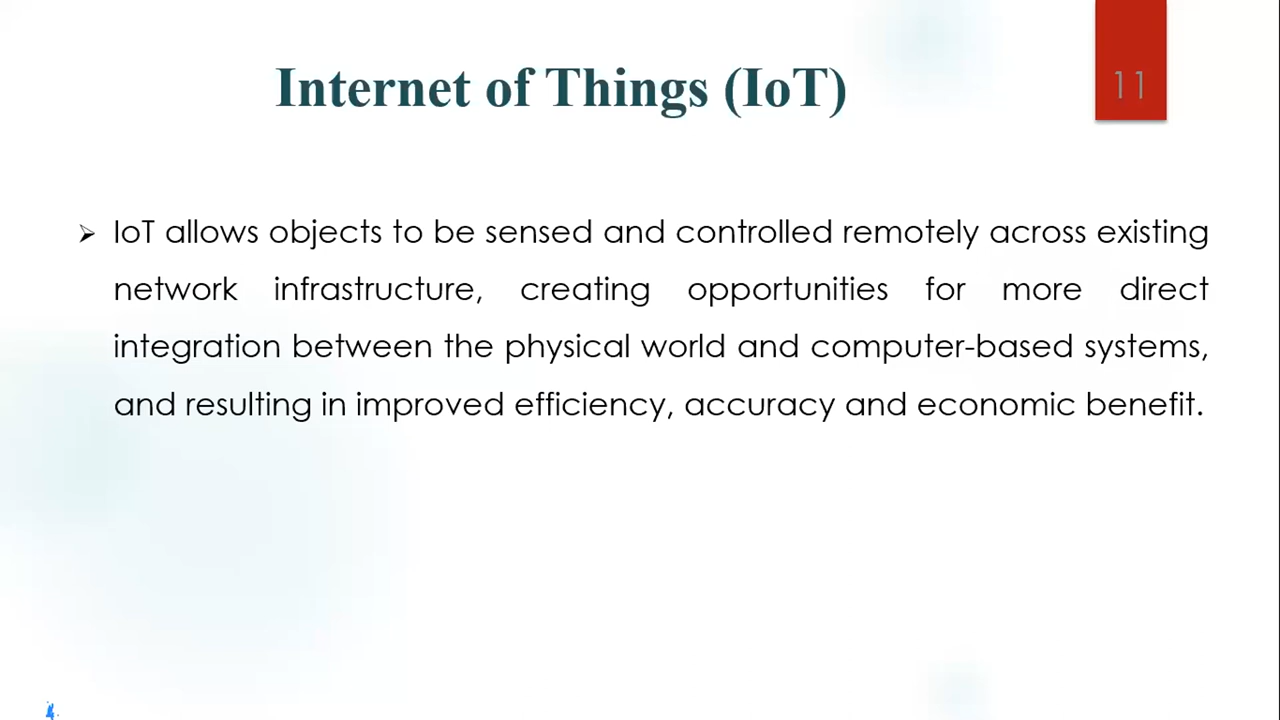 Internet of Things (IoT)
11
➢ IoT allows objects to be sensed and controlled remotely across existing
network infrastructure, creating opportunities for more direct
integration between the physical world and computer-based systems,
and resulting in improved efficiency, accuracy and economic benefit.